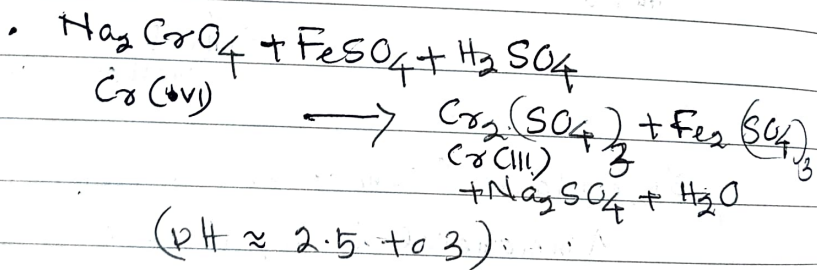 • Na₂CrO₄ + FeSO₄ + H₂SO₄
Cr (VI)
⟶ Cr₂(SO₄)₃ + Fe₂(SO₄)₃
Cr(III)
+ Na₂SO₄ + H₂O
(pH ≈ 2.5 to 3)